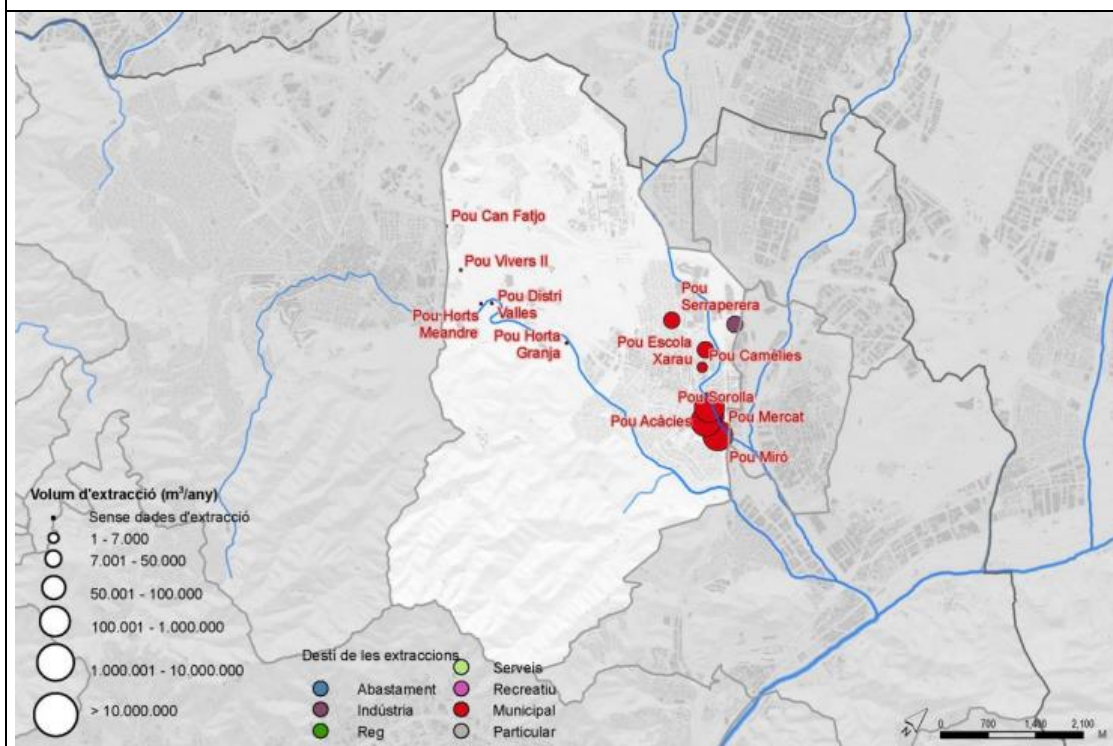 Pou Can Fatjo
Pou Vivers II
Pou Distri
Valles
Pou Horts
Meandre
Pou Horta
Granja
Pou
Serraperera
Pou Escola
Xarau
Pou Camèlies
Pou Sorolla
Pou Acàcies
Pou Mercat
Pou Miró
Volum d'extracció (m³/any)
Sense dades d'extracció
1 - 7.000
7.001 - 50.000
50.001 - 100.000
100.001 - 1.000.000
1.000.001 - 10.000.000
> 10.000.000
Destí de les extraccions
Abastament
Indústria
Reg
Serveis
Recreatiu
Municipal
Particular
N
0 700 1,400 2,100
M